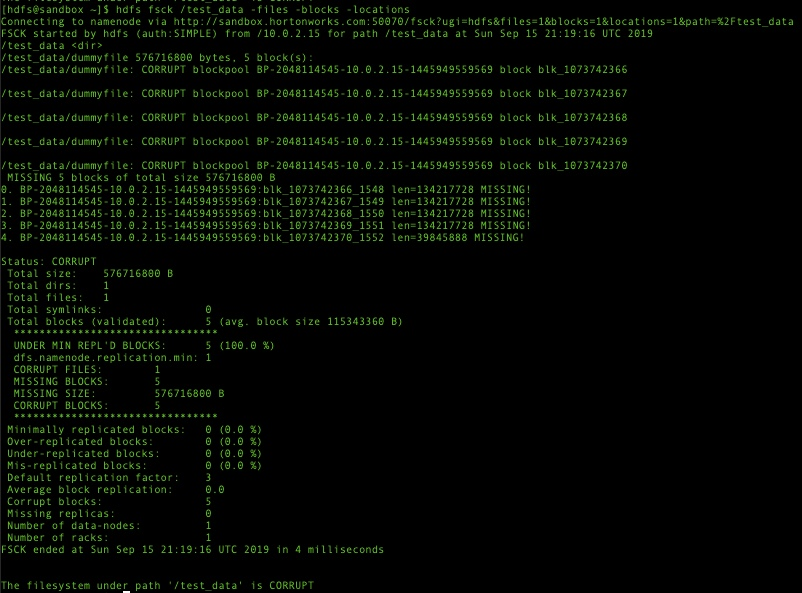 [hdfs@sandbox ~]$ hdfs fsck /test_data -files -blocks -locations
Connecting to namenode via http://sandbox.hortonworks.com:50070/fsck?ugi=hdfs&files=1&blocks=1&locations=1&path=%2Ftest_data
FSCK started by hdfs (auth:SIMPLE) from /10.0.2.15 for path /test_data at Sun Sep 15 21:19:16 UTC 2019
/test_data <dir>
/test_data/dummyfile 576716800 bytes, 5 block(s):
/test_data/dummyfile: CORRUPT blockpool BP-2048114545-10.0.2.15-1445949559569 block blk_1073742366
/test_data/dummyfile: CORRUPT blockpool BP-2048114545-10.0.2.15-1445949559569 block blk_1073742367
/test_data/dummyfile: CORRUPT blockpool BP-2048114545-10.0.2.15-1445949559569 block blk_1073742368
/test_data/dummyfile: CORRUPT blockpool BP-2048114545-10.0.2.15-1445949559569 block blk_1073742369
/test_data/dummyfile: CORRUPT blockpool BP-2048114545-10.0.2.15-1445949559569 block blk_1073742370
MISSING 5 blocks of total size 576716800 B
0. BP-2048114545-10.0.2.15-1445949559569:blk_1073742366_1548 len=134217728 MISSING!
1. BP-2048114545-10.0.2.15-1445949559569:blk_1073742367_1549 len=134217728 MISSING!
2. BP-2048114545-10.0.2.15-1445949559569:blk_1073742368_1550 len=134217728 MISSING!
3. BP-2048114545-10.0.2.15-1445949559569:blk_1073742369_1551 len=134217728 MISSING!
4. BP-2048114545-10.0.2.15-1445949559569:blk_1073742370_1552 len=39845888 MISSING!
Status: CORRUPT
Total size: 576716800 B
Total dirs: 1
Total files: 1
Total symlinks: 0
Total blocks (validated): 5 (avg. block size 115343360 B)
********************************
UNDER MIN REPL'D BLOCKS: 5 (100.0 %)
dfs.namenode.replication.min: 1
CORRUPT FILES: 1
MISSING BLOCKS: 5
MISSING SIZE: 576716800 B
CORRUPT BLOCKS: 5
********************************
Minimally replicated blocks: 0 (0.0 %)
Over-replicated blocks: 0 (0.0 %)
Under-replicated blocks: 0 (0.0 %)
Mis-replicated blocks: 0 (0.0 %)
Default replication factor: 3
Average block replication: 0.0
Corrupt blocks: 5
Missing replicas: 0
Number of data-nodes: 1
Number of racks: 1
FSCK ended at Sun Sep 15 21:19:16 UTC 2019 in 4 milliseconds
The filesystem under path '/test_data' is CORRUPT